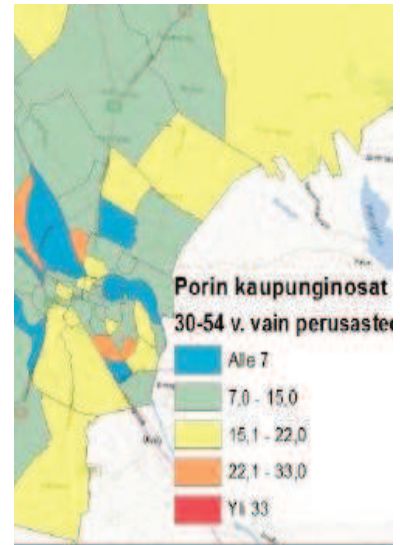 Porin kaupunginosat
30-54 v. vain perusastee
Alle 7
7,0 - 15,0
15,1 - 22,0
22,1 - 33,0
Yli 33